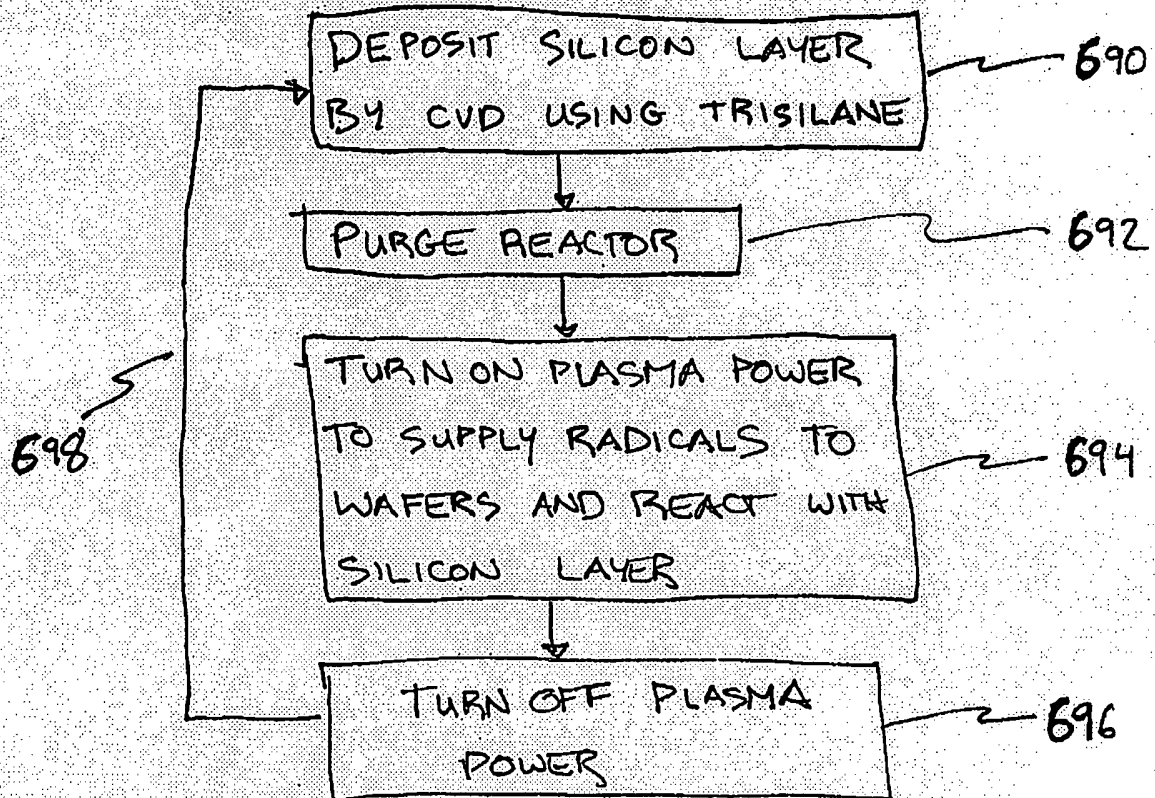 DEPOSIT SILICON LAYER
BY CVD USING TRISILANE
690
PURGE REACTOR
692
TURN ON PLASMA POWER
TO SUPPLY RADICALS TO
WAFERS AND REACT WITH
SILICON LAYER
694
698
TURN OFF PLASMA
POWER
696